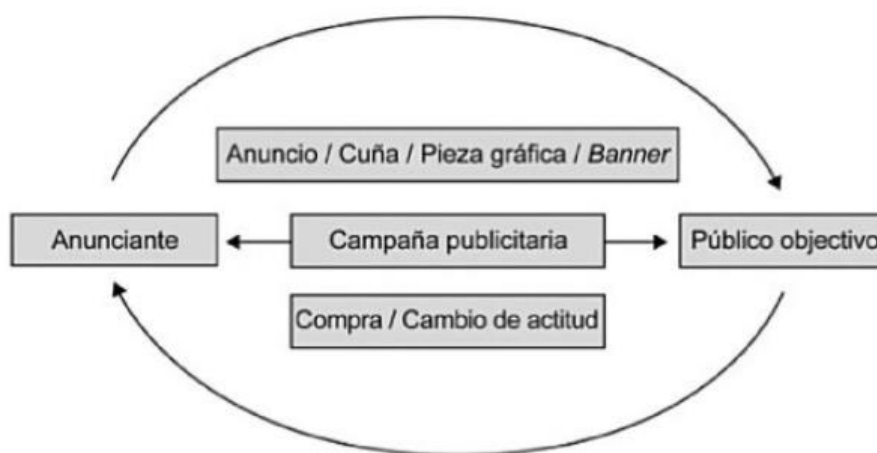 Anuncio / Cuña / Pieza gráfica / Banner
Anunciante
Campaña publicitaria
Público objectivo
Compra / Cambio de actitud